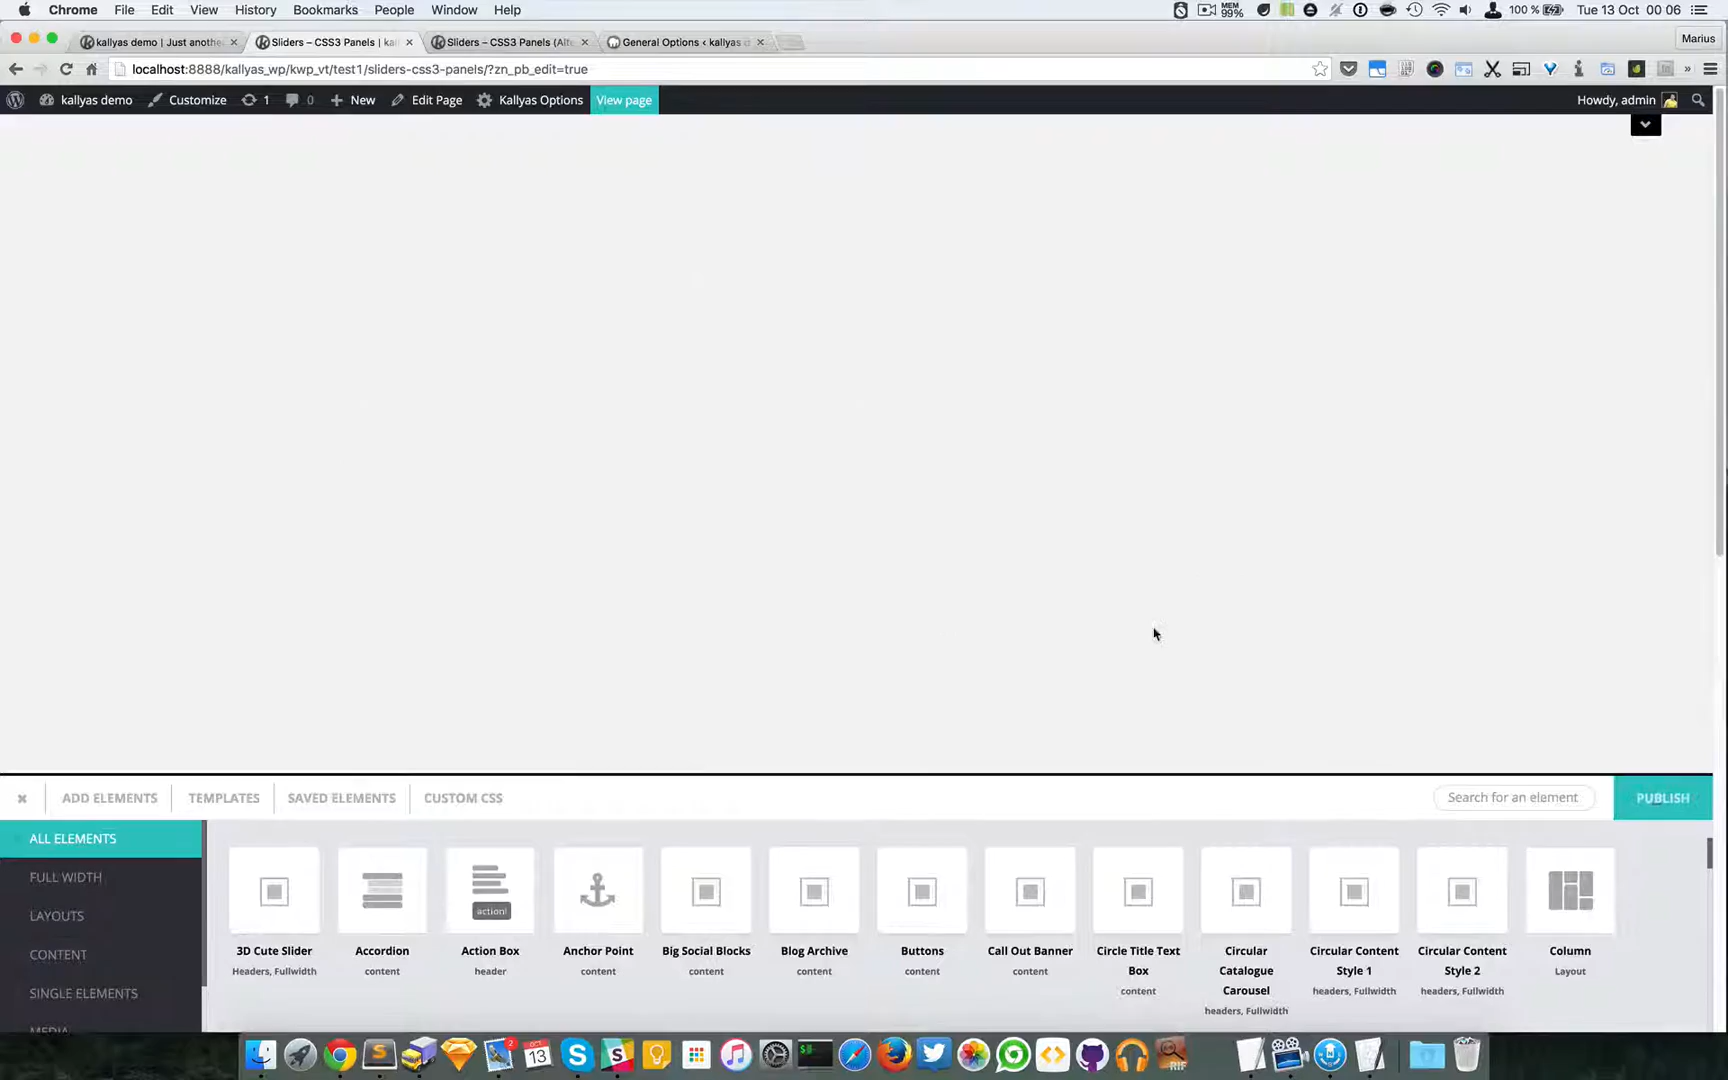 Chrome File Edit View History Bookmarks People Window Help MEM 99% 100 % Tue 13 Oct 00 06
kallyas demo | Just anothe Sliders – CSS3 Panels | ka Sliders – CSS3 Panels (Alt General Options ‹ kallyas Marius
localhost:8888/kallyas_wp/kwp_vt/test1/sliders-css3-panels/?zn_pb_edit=true
kallyas demo Customize 1 0 New Edit Page Kallyas Options View page Howdy, admin
ADD ELEMENTS TEMPLATES SAVED ELEMENTS CUSTOM CSS Search for an element PUBLISH
ALL ELEMENTS
FULL WIDTH
LAYOUTS
CONTENT
SINGLE ELEMENTS
MEDIA
action!
3D Cute Slider
Headers, Fullwidth
Accordion
content
Action Box
header
Anchor Point
content
Big Social Blocks
content
Blog Archive
content
Buttons
content
Call Out Banner
content
Circle Title Text
Box
content
Circular
Catalogue
Carousel
headers, Fullwidth
Circular Content
Style 1
headers, Fullwidth
Circular Content
Style 2
headers, Fullwidth
Column
Layout
2
13
RIF